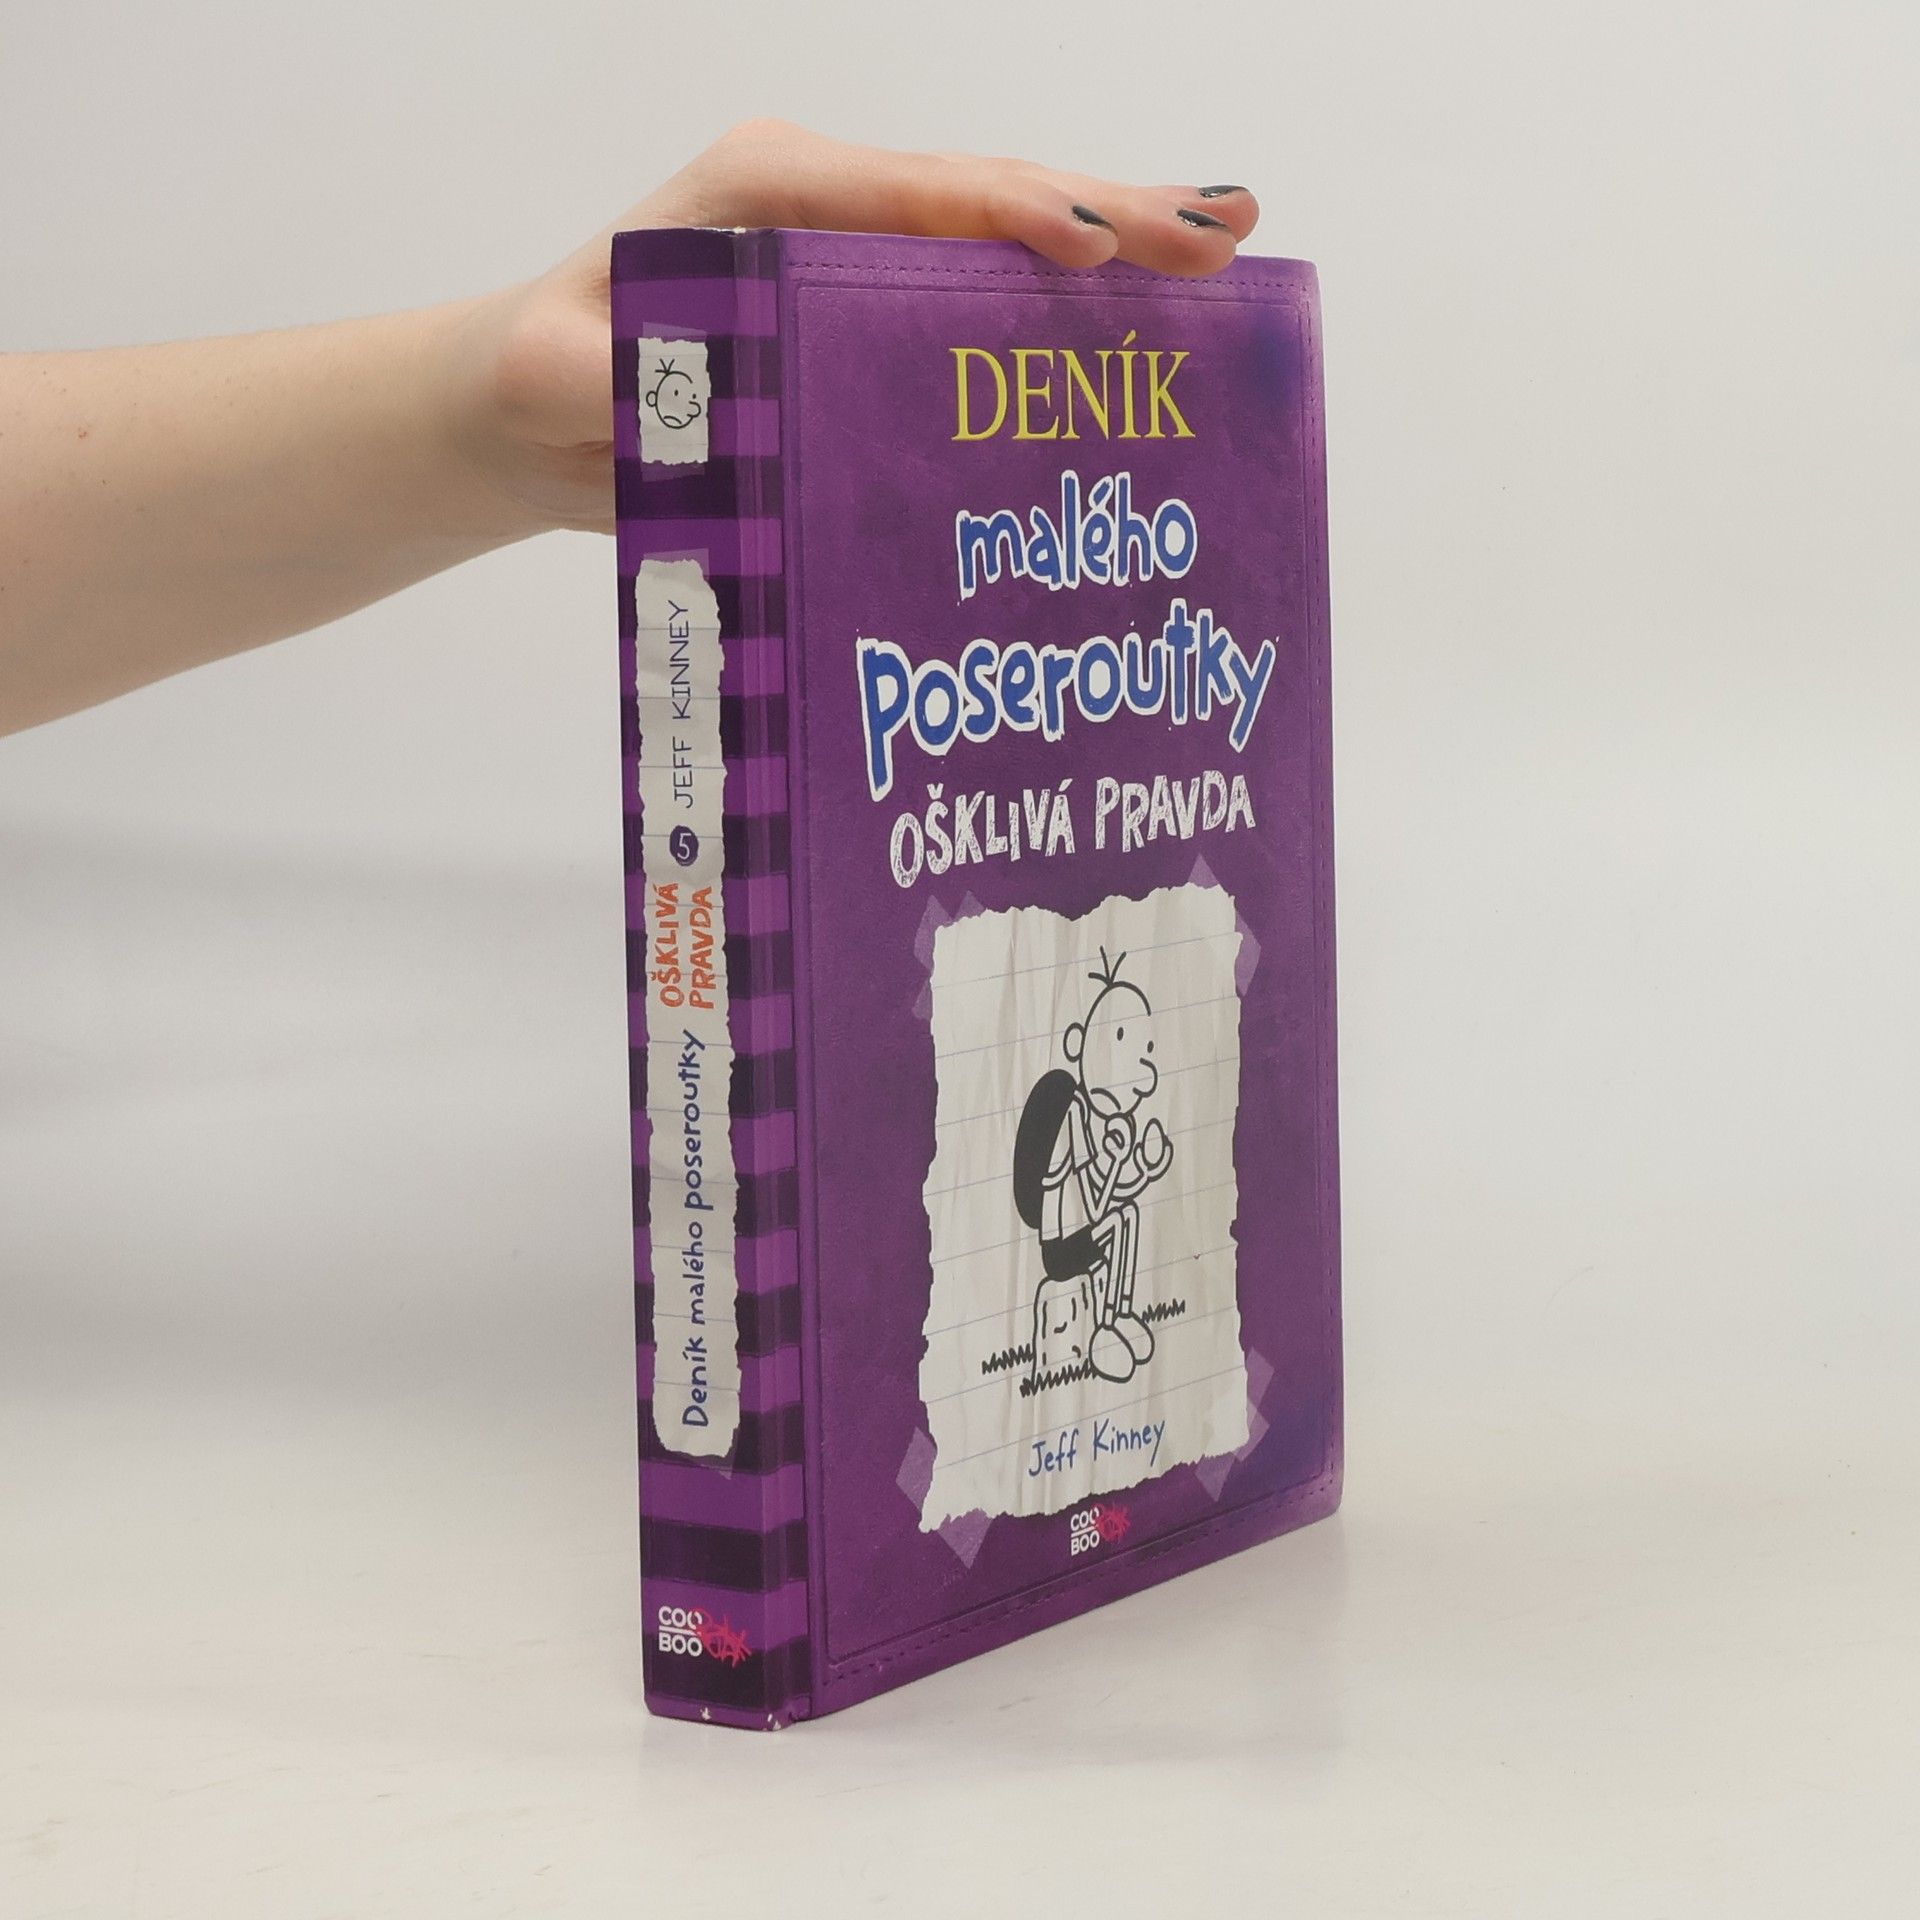 DENÍK
malého
poseroutky
OŠKLIVÁ PRAVDA
Jeff Kinney
COO
BOO
Deník malého poseroutky
OŠKLIVÁ
PRAVDA
5
JEFF KINNEY
COO
BOO